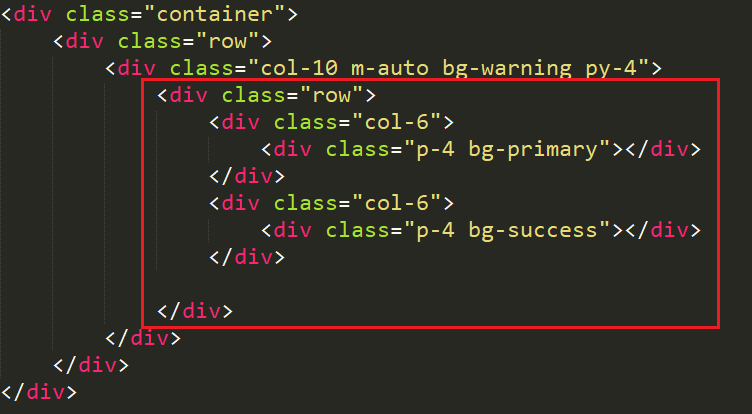 <div class="container">
    <div class="row">
        <div class="col-10 m-auto bg-warning py-4">
            <div class="row">
                <div class="col-6">
                    <div class="p-4 bg-primary"></div>
                </div>
                <div class="col-6">
                    <div class="p-4 bg-success"></div>
                </div>

            </div>
        </div>
    </div>
</div>